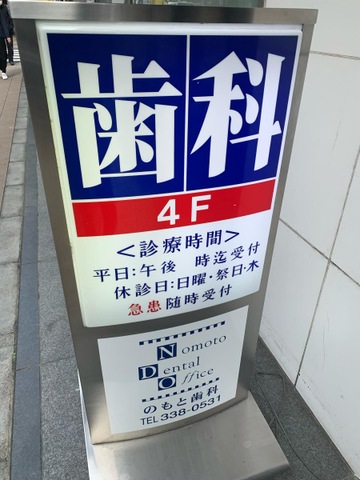 歯科
4F
＜診療時間＞
平日:午後　時迄受付
休診日:日曜・祭日・木
急患随時受付
Nomoto
Dental
Office
のもと歯科
TEL 338-0531